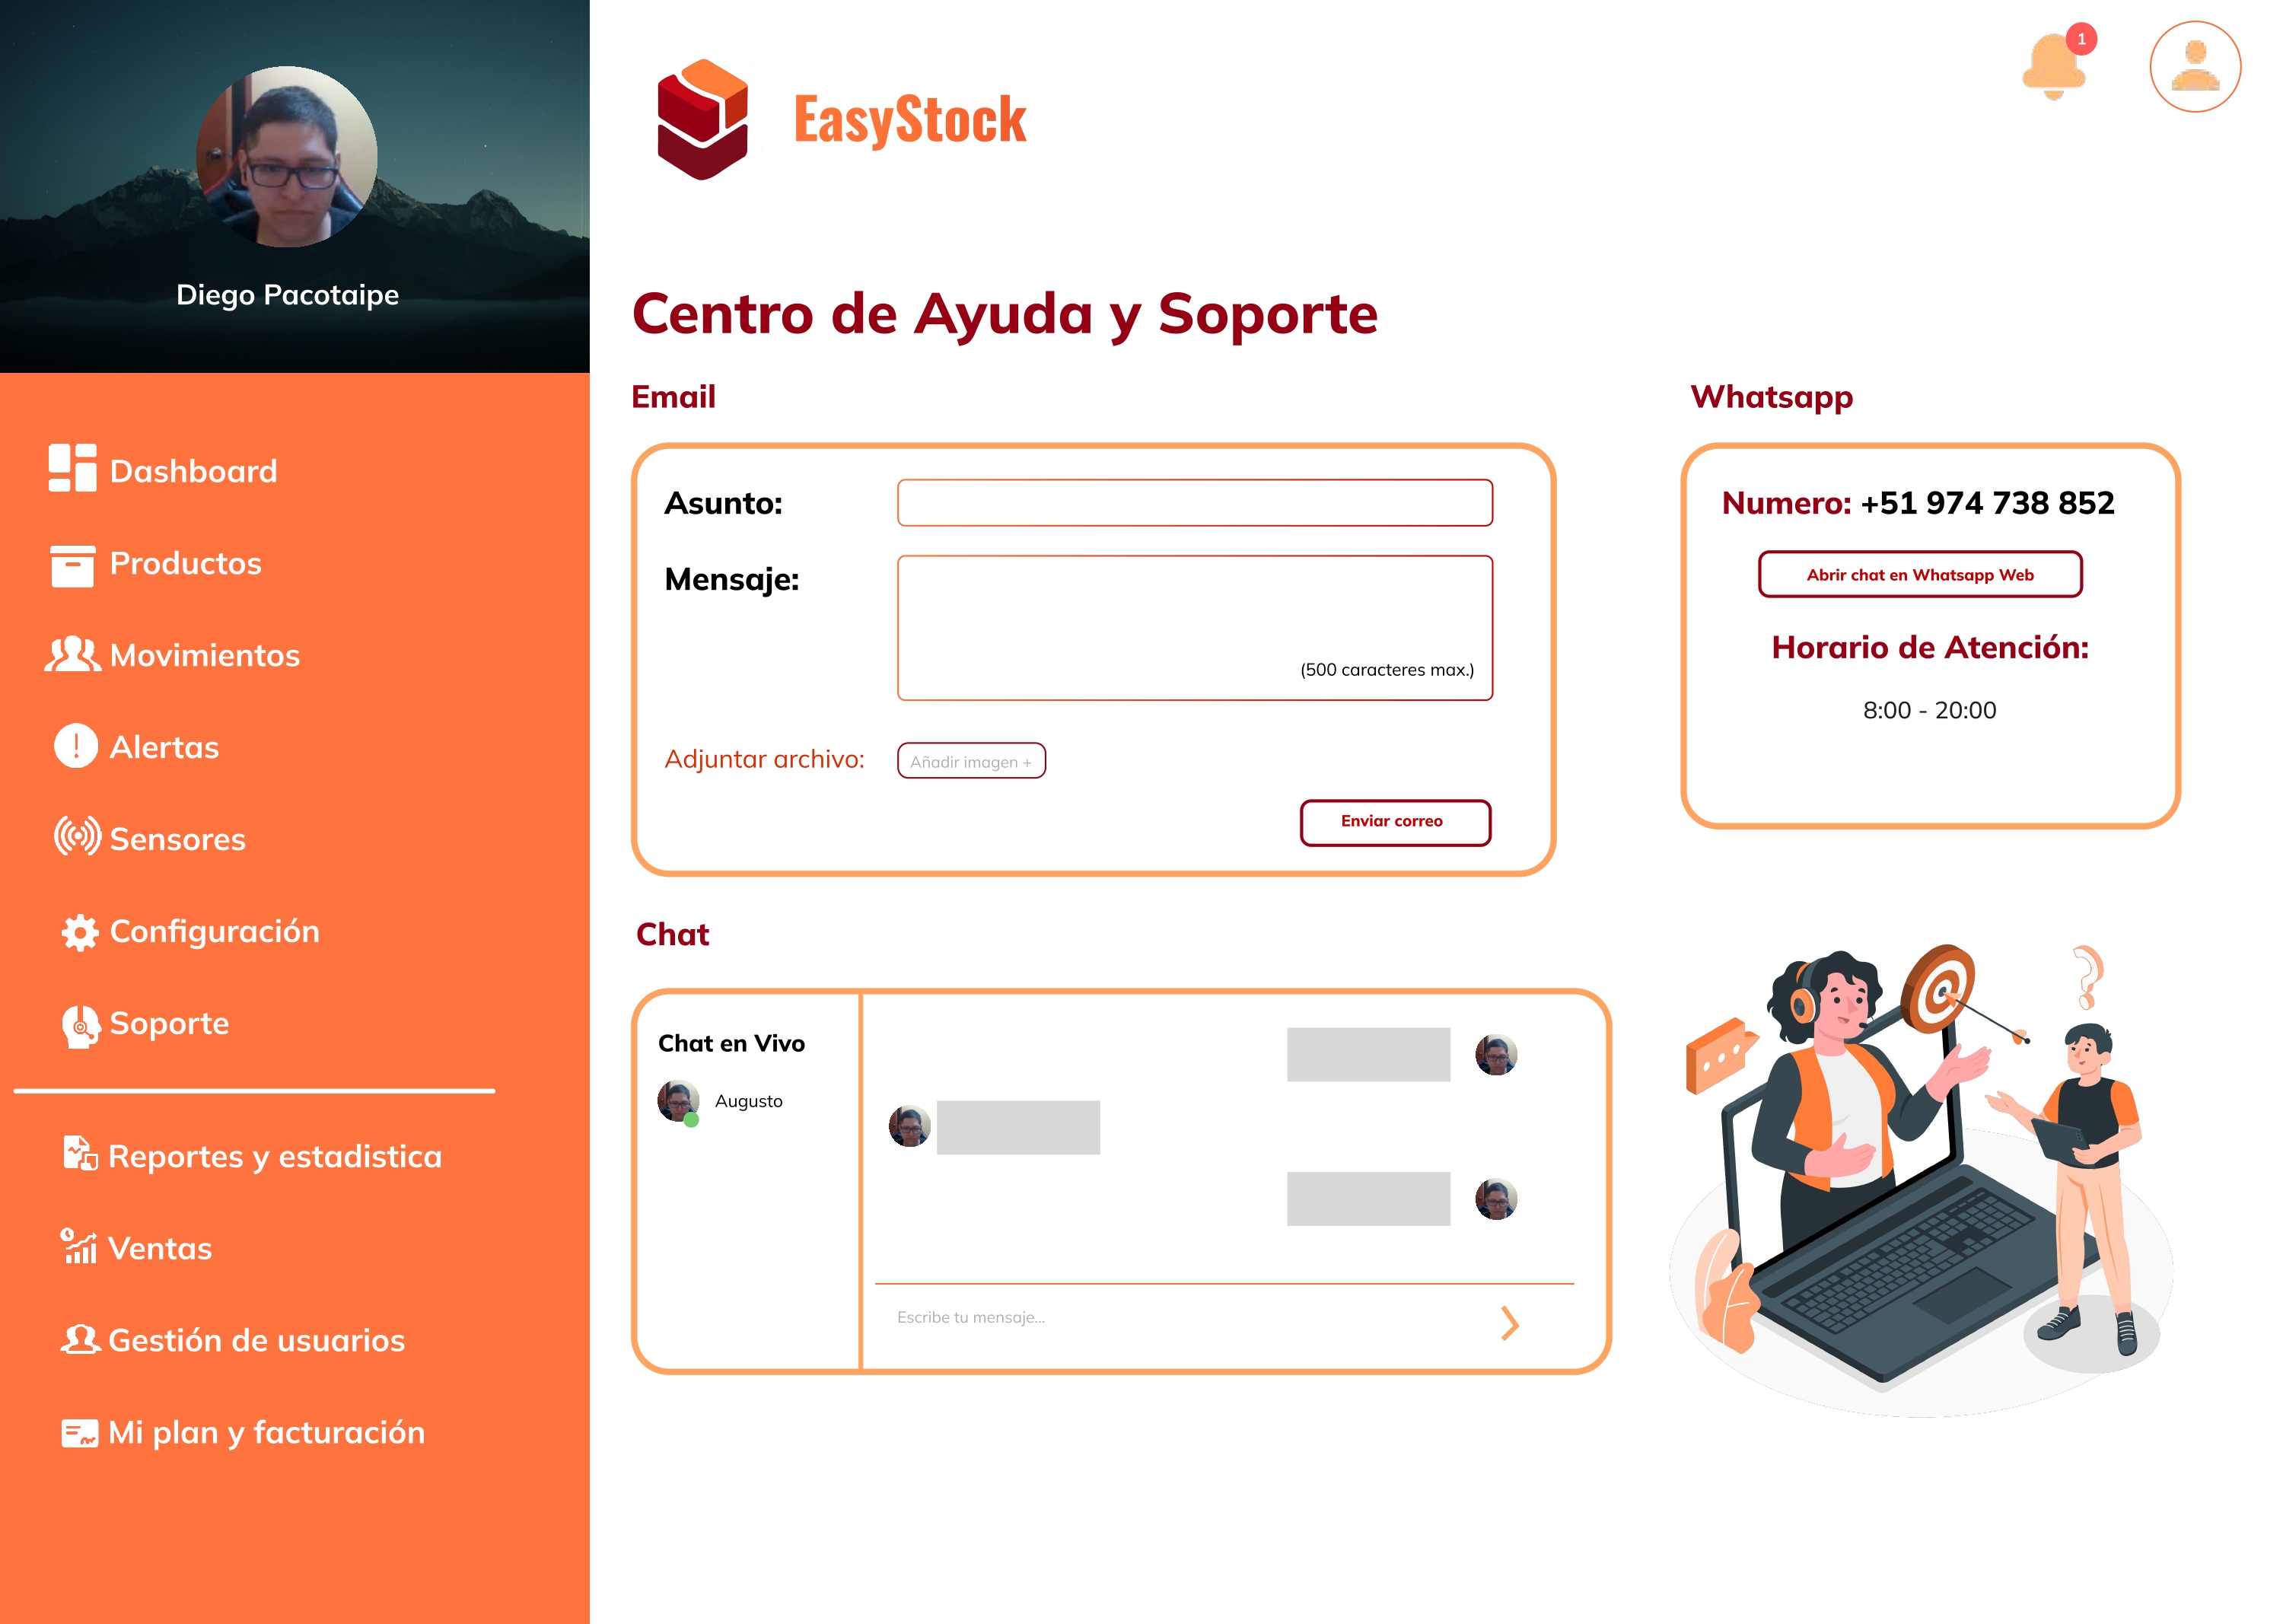 Diego Pacotaipe
Dashboard
Productos
Movimientos
Alertas
Sensores
Configuración
Soporte
Reportes y estadistica
Ventas
Gestión de usuarios
Mi plan y facturación
EasyStock
1
Centro de Ayuda y Soporte
Email
Asunto:
Mensaje:
(500 caracteres max.)
Adjuntar archivo:
Añadir imagen +
Enviar correo
Whatsapp
Numero: +51 974 738 852
Abrir chat en Whatsapp Web
Horario de Atención:
8:00 - 20:00
Chat
Chat en Vivo
Augusto
Escribe tu mensaje...